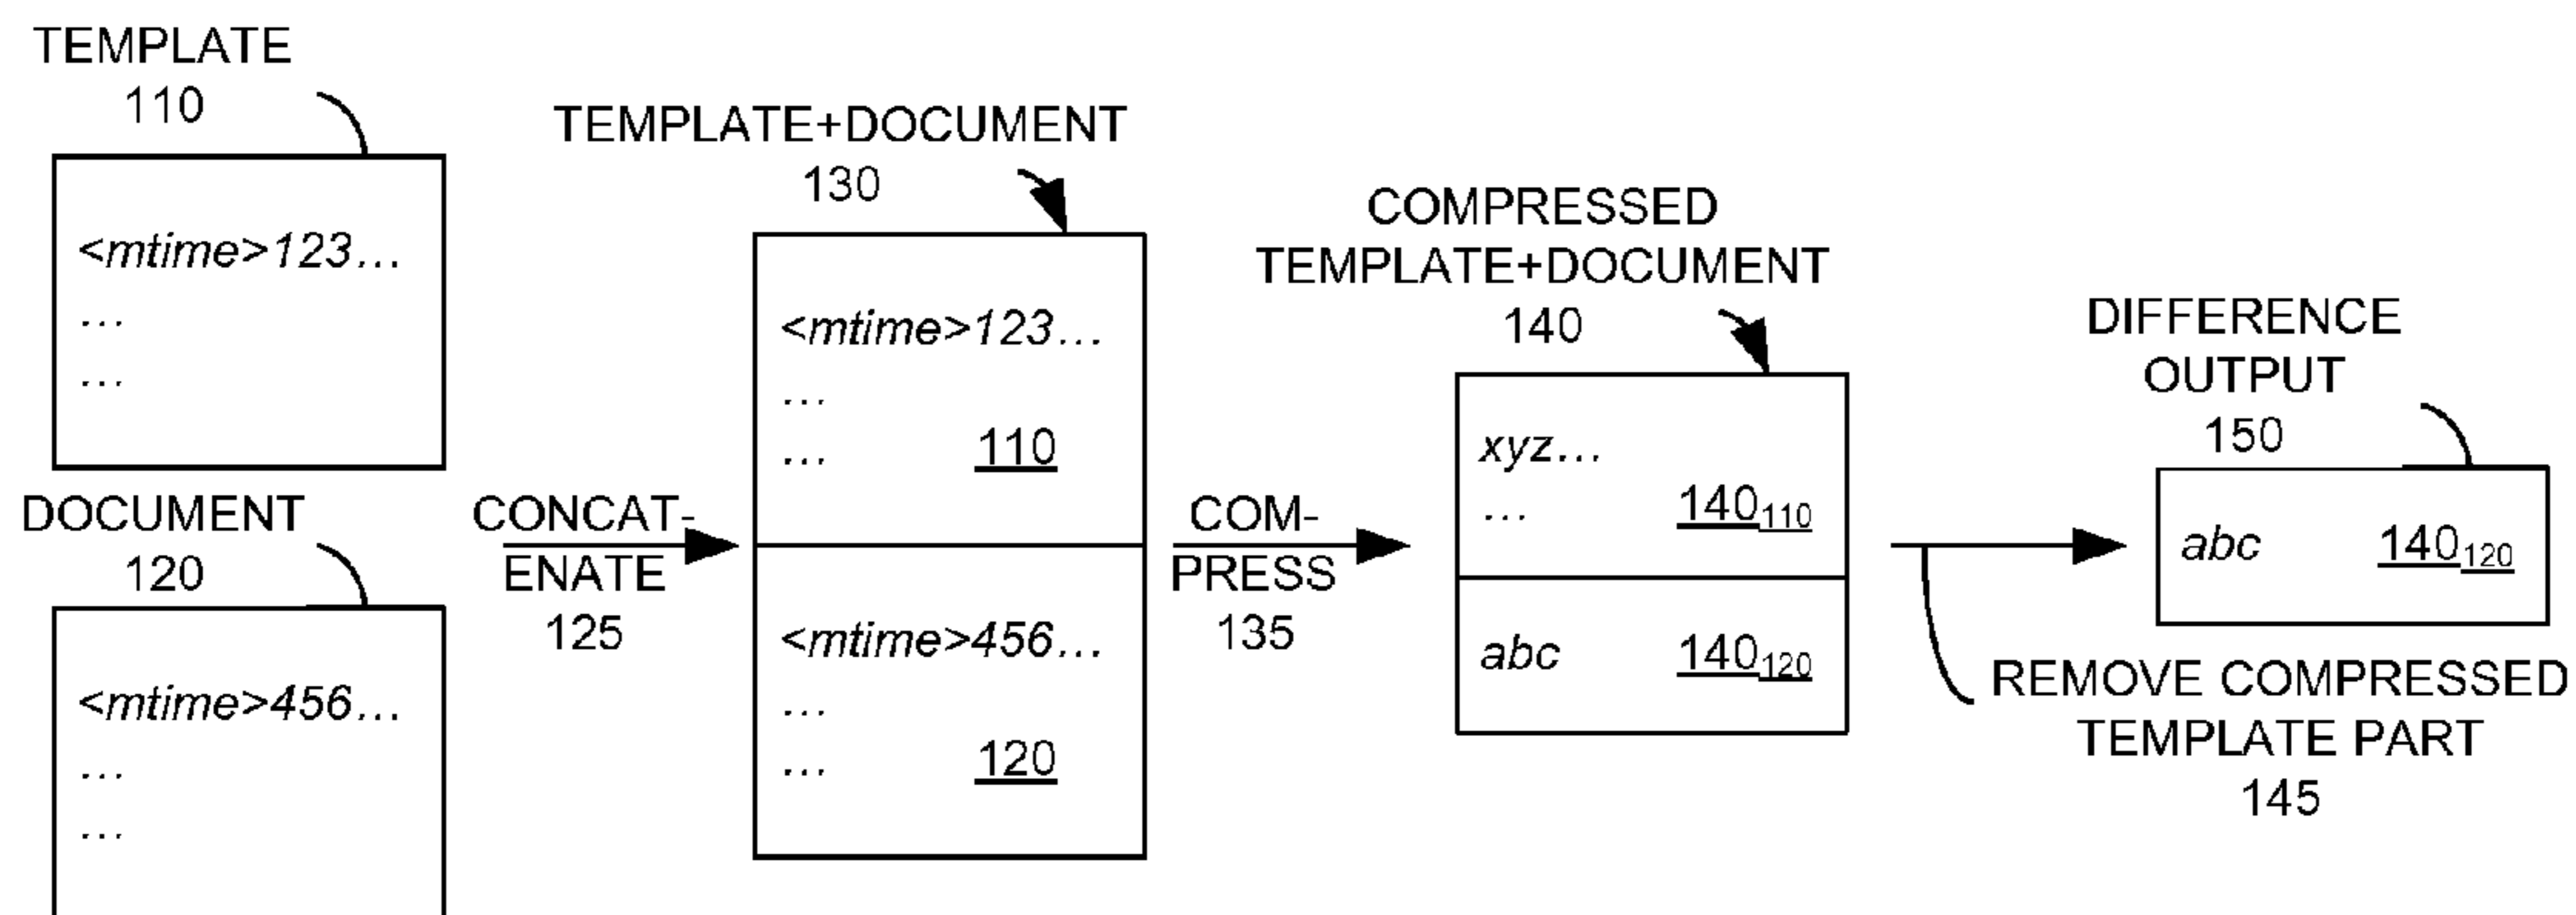 TEMPLATE
110
<mtime>123…
…
…
DOCUMENT
120
<mtime>456…
…
…
CONCAT-
ENATE
125
TEMPLATE+DOCUMENT
130
<mtime>123…
…
… 110
<mtime>456…
…
… 120
COM-
PRESS
135
COMPRESSED
TEMPLATE+DOCUMENT
140
xyz…
… 140110
abc 140120
REMOVE COMPRESSED
TEMPLATE PART
145
DIFFERENCE
OUTPUT
150
abc 140120